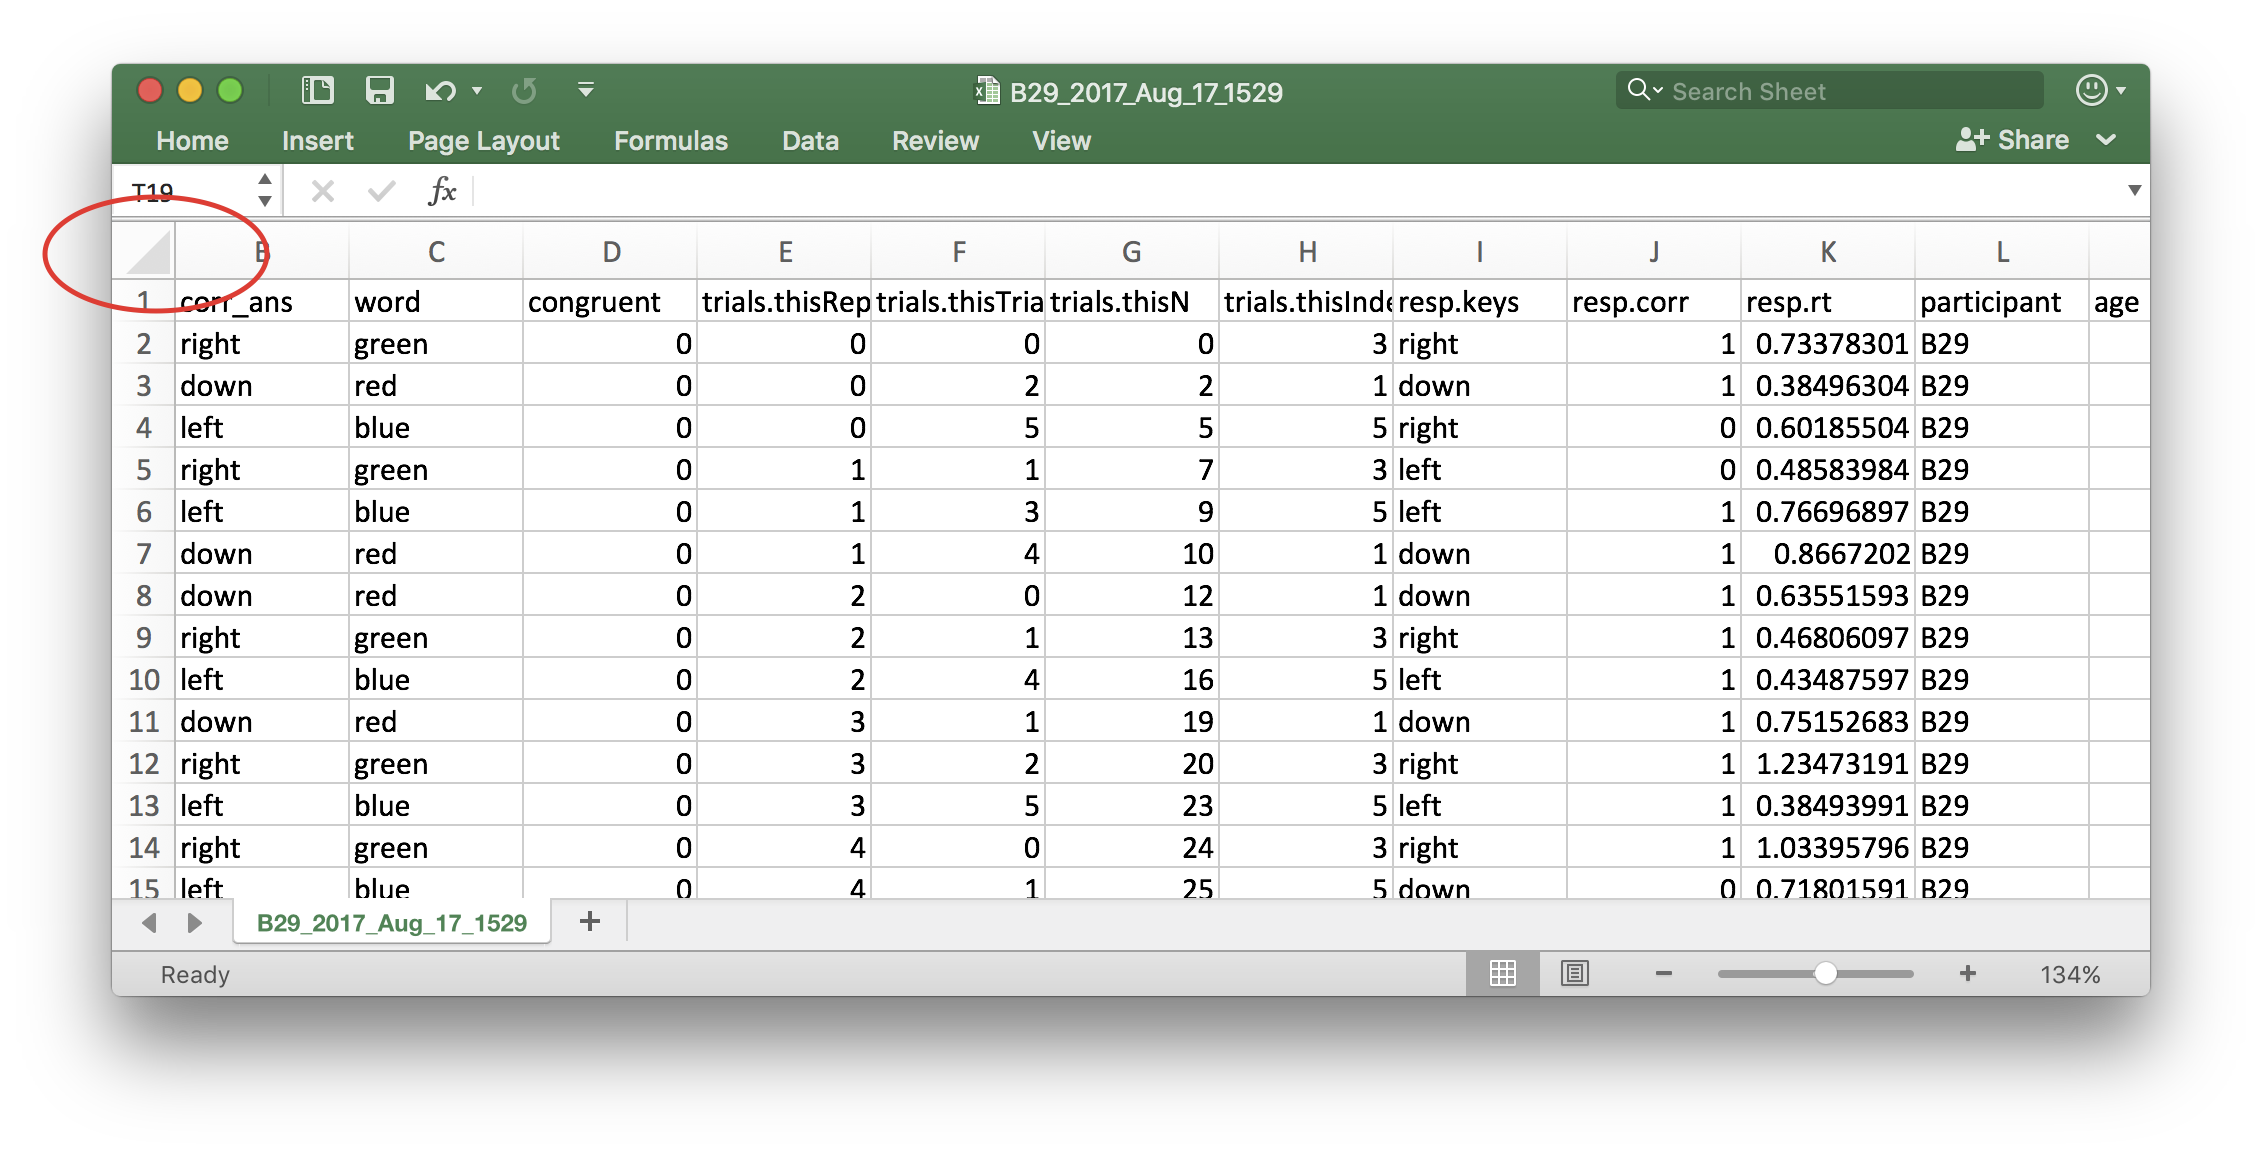 B29_2017_Aug_17_1529
Search Sheet
Home Insert Page Layout Formulas Data Review View Share
T19 fx
B C D E F G H I J K L
1 corr_ans word congruent trials.thisRep trials.thisTria trials.thisN trials.thisInde resp.keys resp.corr resp.rt participant age
2 right green 0 0 0 0 3 right 1 0.73378301 B29
3 down red 0 0 2 2 1 down 1 0.38496304 B29
4 left blue 0 0 5 5 5 right 0 0.60185504 B29
5 right green 0 1 1 7 3 left 0 0.48583984 B29
6 left blue 0 1 3 9 5 left 1 0.76696897 B29
7 down red 0 1 4 10 1 down 1 0.8667202 B29
8 down red 0 2 0 12 1 down 1 0.63551593 B29
9 right green 0 2 1 13 3 right 1 0.46806097 B29
10 left blue 0 2 4 16 5 left 1 0.43487597 B29
11 down red 0 3 1 19 1 down 1 0.75152683 B29
12 right green 0 3 2 20 3 right 1 1.23473191 B29
13 left blue 0 3 5 23 5 left 1 0.38493991 B29
14 right green 0 4 0 24 3 right 1 1.03395796 B29
15 left blue 0 4 1 25 5 down 0 0.71801591 B29
B29_2017_Aug_17_1529
Ready 134%